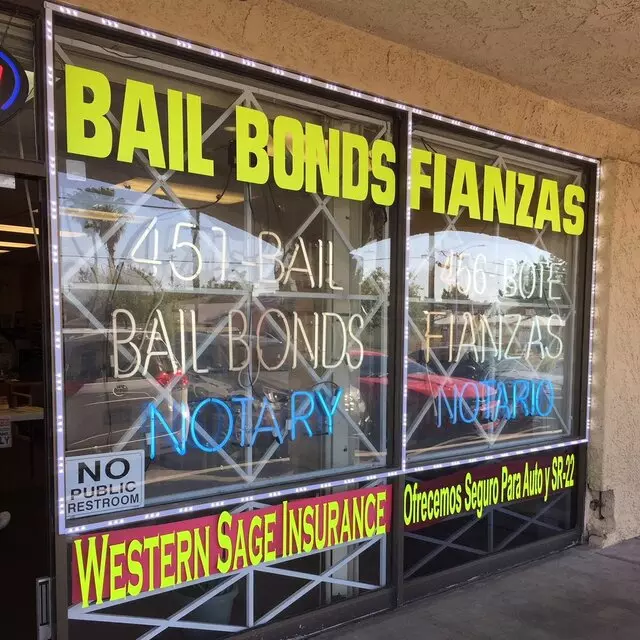 BAIL BONDS
451-BAIL
BAIL BONDS
NOTARY
NO
PUBLIC
RESTROOM
WESTERN SAGE INSURANCE
FIANZAS
466 BOTE
FIANZAS
NOTARIO
Ofrecemos Seguro Para Auto y SR-22